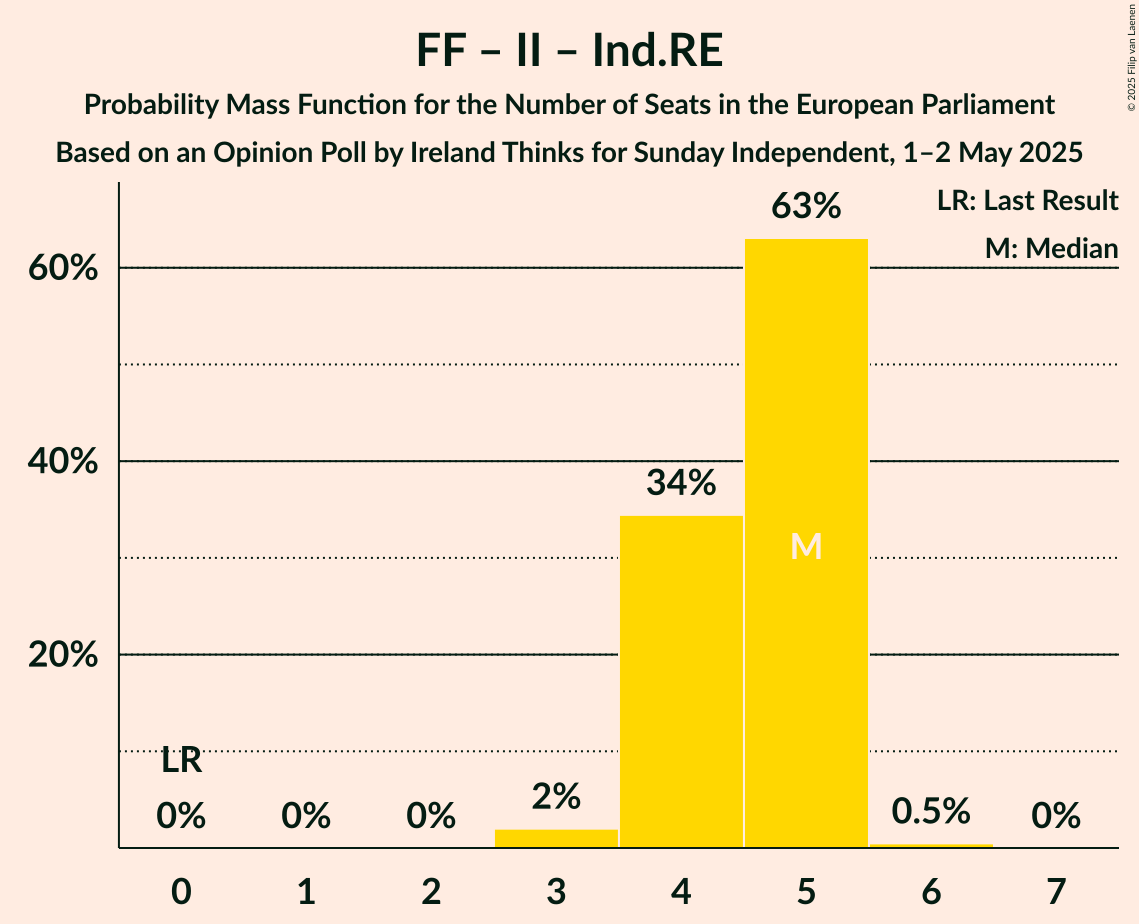 FF – II – Ind.RE
Probability Mass Function for the Number of Seats in the European Parliament
Based on an Opinion Poll by Ireland Thinks for Sunday Independent, 1–2 May 2025
© 2025 Filip van Laenen
LR: Last Result
M: Median
63%
60%
40%
34%
M
20%
LR
0%
0%
0%
2%
0.5%
0%
0
1
2
3
4
5
6
7